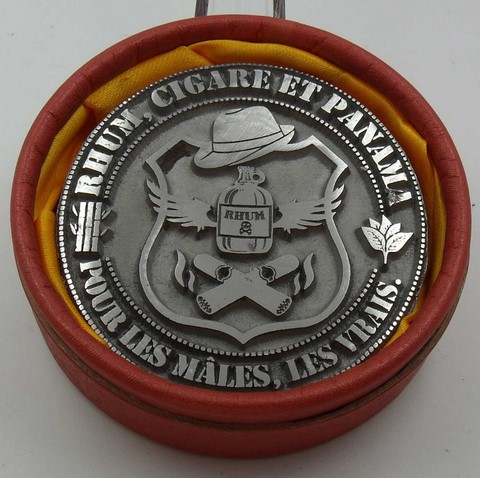 RHUM, CIGARE ET PANAMA
RHUM
POUR LES MÂLES, LES VRAIS.